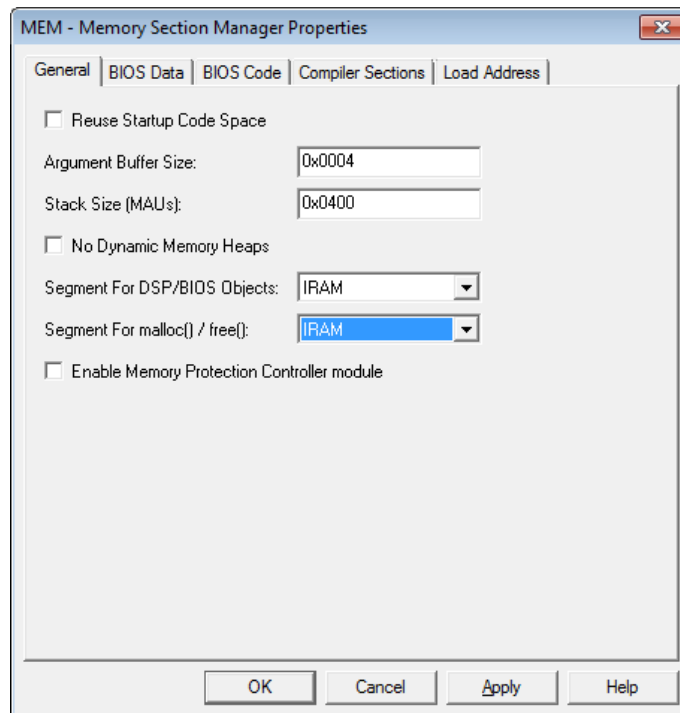 MEM - Memory Section Manager Properties
General BIOS Data BIOS Code Compiler Sections Load Address
Reuse Startup Code Space
Argument Buffer Size: 0x0004
Stack Size (MAUs): 0x0400
No Dynamic Memory Heaps
Segment For DSP/BIOS Objects: IRAM
Segment For malloc() / free(): IRAM
Enable Memory Protection Controller module
OK Cancel Apply Help